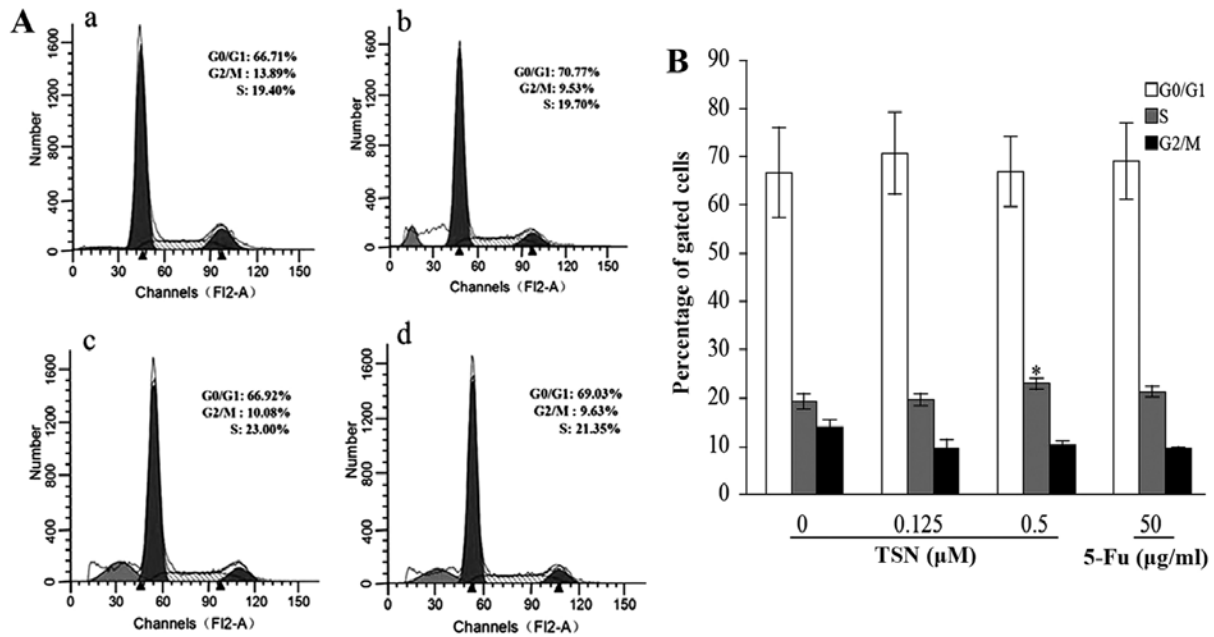 A
a
1600
1200
800
400
0
Number
G0/G1: 66.71%
G2/M : 13.89%
S: 19.40%
0 30 60 90 120 150
Channels (Fl2-A)
b
1600
1200
800
400
0
Number
G0/G1: 70.77%
G2/M: 9.53%
S: 19.70%
0 30 60 90 120 150
Channels (Fl2-A)
c
1600
1200
800
400
0
Number
G0/G1: 66.92%
G2/M: 10.08%
S: 23.00%
0 30 60 90 120 150
Channels (Fl2-A)
d
1600
1200
800
400
0
Number
G0/G1: 69.03%
G2/M : 9.63%
S: 21.35%
0 30 60 90 120 150
Channels (Fl2-A)
B
90
80
70
60
50
40
30
20
10
0
Percentage of gated cells
G0/G1
S
G2/M
*
0 0.125 0.5 50
TSN (μM) 5-Fu (μg/ml)